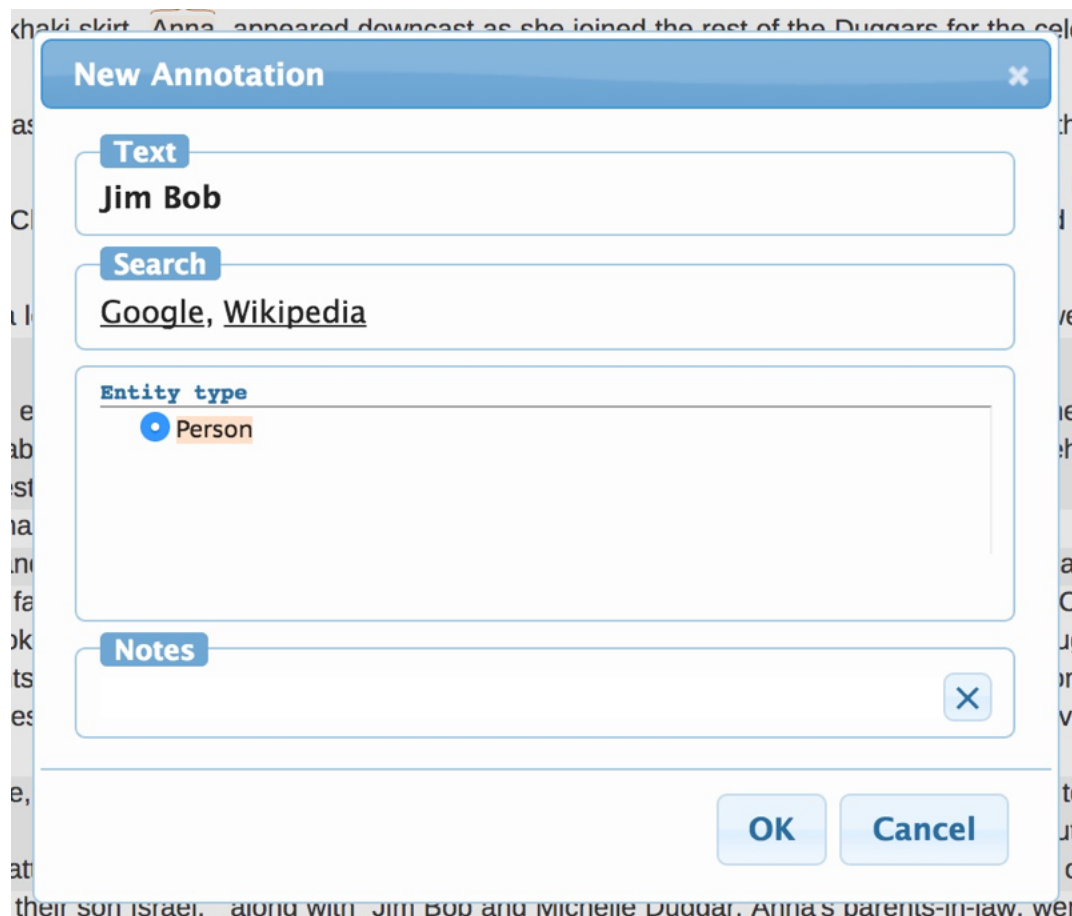 khaki skirt, Anna appeared downcast as she joined the rest of the Duggars for the
New Annotation
Text
Jim Bob
Search
Google, Wikipedia
Entity type
Person
Notes
OK
Cancel
their son Israel, along with Jim Bob and Michelle Duggar, Anna's parents-in-law,